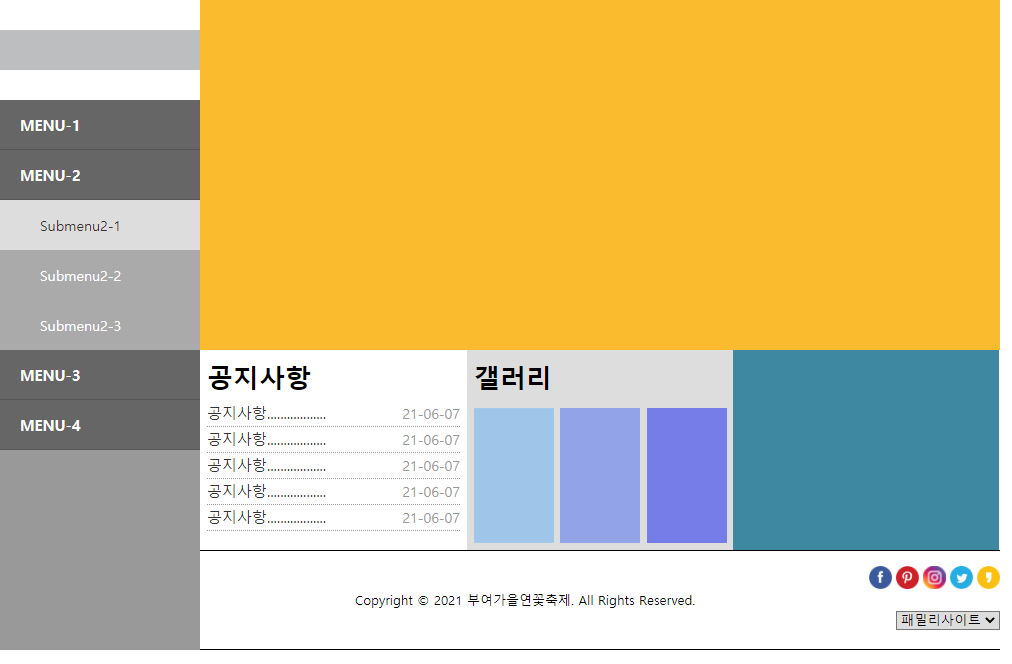 MENU-1
MENU-2
Submenu2-1
Submenu2-2
Submenu2-3
MENU-3
MENU-4
공지사항
공지사항..................  21-06-07
공지사항..................  21-06-07
공지사항..................  21-06-07
공지사항..................  21-06-07
공지사항..................  21-06-07
갤러리
Copyright © 2021 부여가을연꽃축제. All Rights Reserved.
패밀리사이트